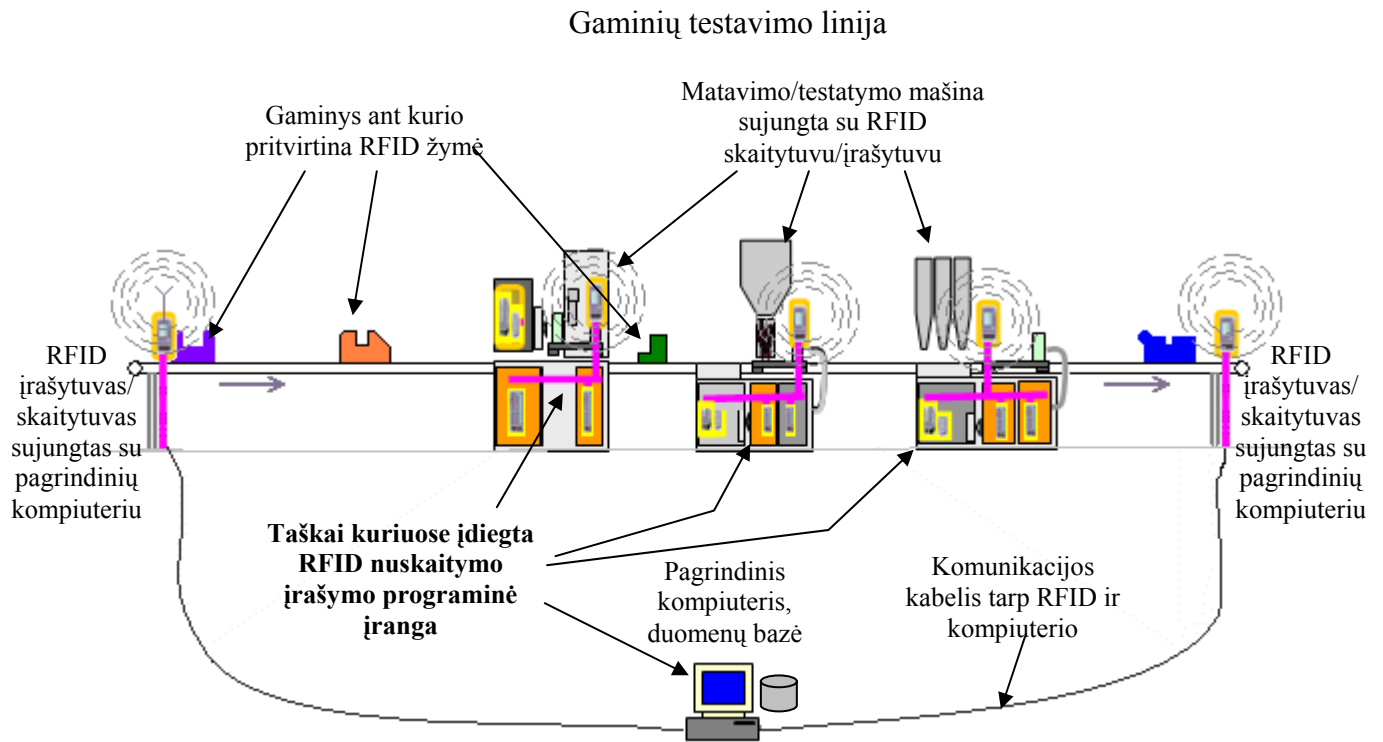 Gaminių testavimo linija
Gaminys ant kurio
pritvirtina RFID žymė
Matavimo/testatymo mašina
sujungta su RFID
skaitytuvu/įrašytuvu
RFID
įrašytuvas/
skaitytuvas
sujungtas su
pagrindinių
kompiuteriu
RFID
įrašytuvas/
skaitytuvas
sujungtas su
pagrindinių
kompiuteriu
Taškai kuriuose įdiegta
RFID nuskaitymo
įrašymo programinė
įranga
Pagrindinis
kompiuteris,
duomenų bazė
Komunikacijos
kabelis tarp RFID ir
kompiuterio